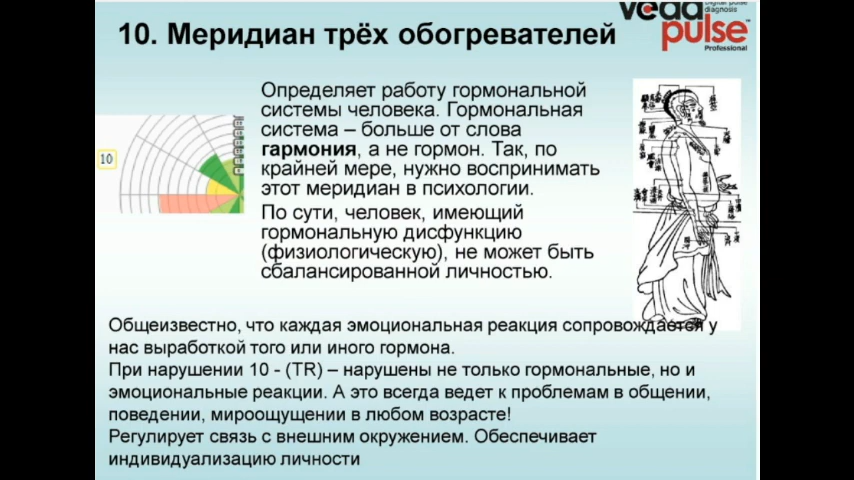 10. Меридиан трёх обогревателей
veda
pulse
diagnosis
Professional
Определяет работу гормональной
системы человека. Гормональная
система – больше от слова
гармония, а не гормон. Так, по
крайней мере, нужно воспринимать
этот меридиан в психологии.
По сути, человек, имеющий
гормональную дисфункцию
(физиологическую), не может быть
сбалансированной личностью.
10
Общеизвестно, что каждая эмоциональная реакция сопровождается у
нас выработкой того или иного гормона.
При нарушении 10 - (TR) – нарушены не только гормональные, но и
эмоциональные реакции. А это всегда ведет к проблемам в общении,
поведении, мироощущении в любом возрасте!
Регулирует связь с внешним окружением. Обеспечивает
индивидуализацию личности